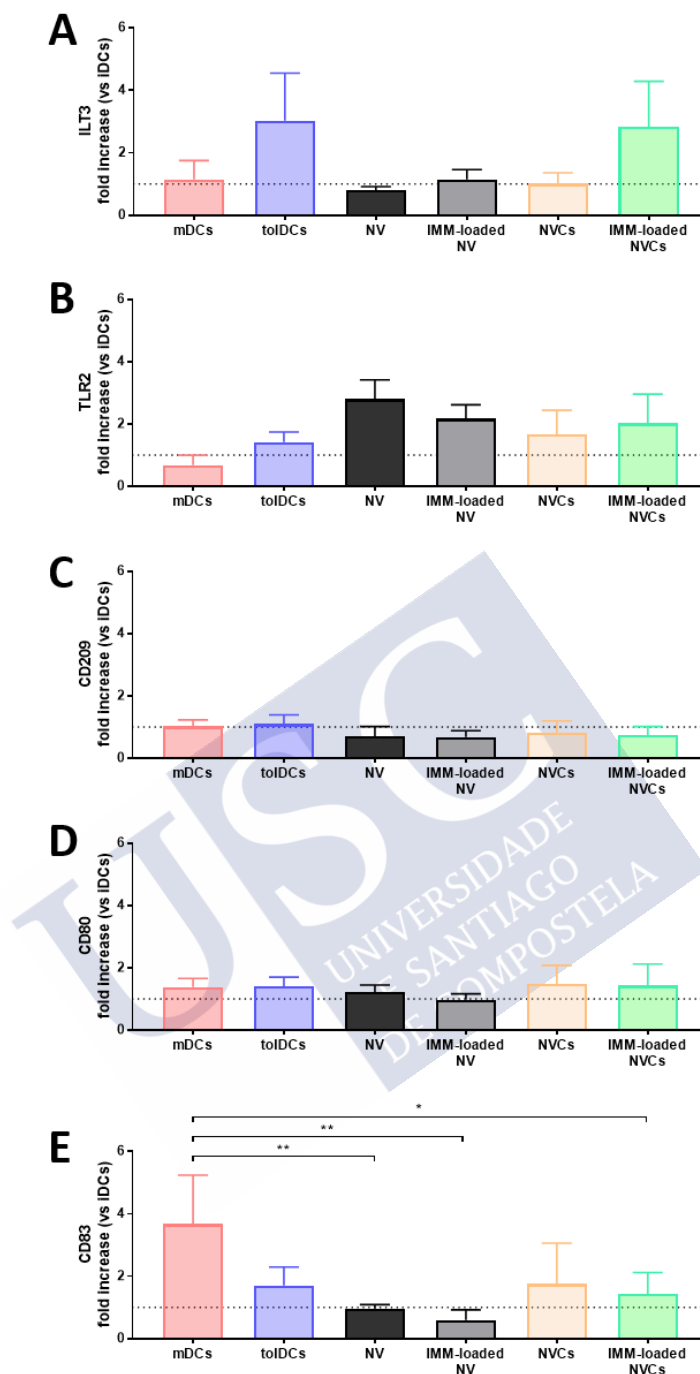 A
ILT3
fold increase (vs iDCs)
6
4
2
0
mDCs
tolDCs
NV
IMM-loaded
NV
NVCs
IMM-loaded
NVCs
B
TLR2
fold increase (vs iDCs)
6
4
2
0
mDCs
tolDCs
NV
IMM-loaded
NV
NVCs
IMM-loaded
NVCs
C
CD209
fold increase (vs iDCs)
6
4
2
0
mDCs
tolDCs
NV
IMM-loaded
NV
NVCs
IMM-loaded
NVCs
USC
UNIVERSIDADE
DE SANTIAGO
DE COMPOSTELA
D
CD80
fold increase (vs iDCs)
6
4
2
0
mDCs
tolDCs
NV
IMM-loaded
NV
NVCs
IMM-loaded
NVCs
E
CD83
fold increase (vs iDCs)
*
**
**
6
4
2
0
mDCs
tolDCs
NV
IMM-loaded
NV
NVCs
IMM-loaded
NVCs